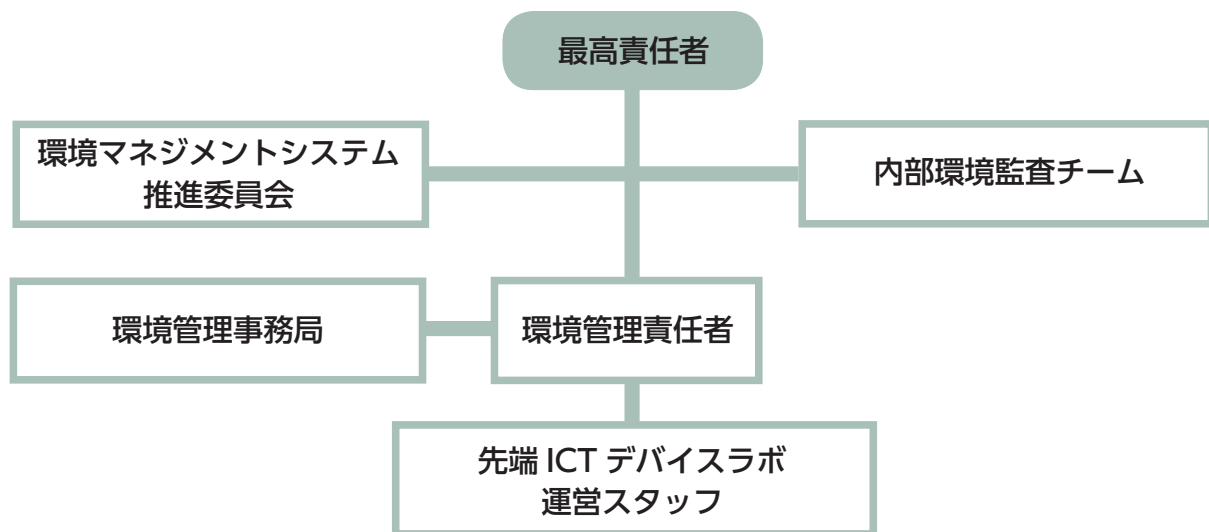 最高責任者
環境マネジメントシステム
推進委員会
内部環境監査チーム
環境管理事務局
環境管理責任者
先端 ICT デバイスラボ
運営スタッフ